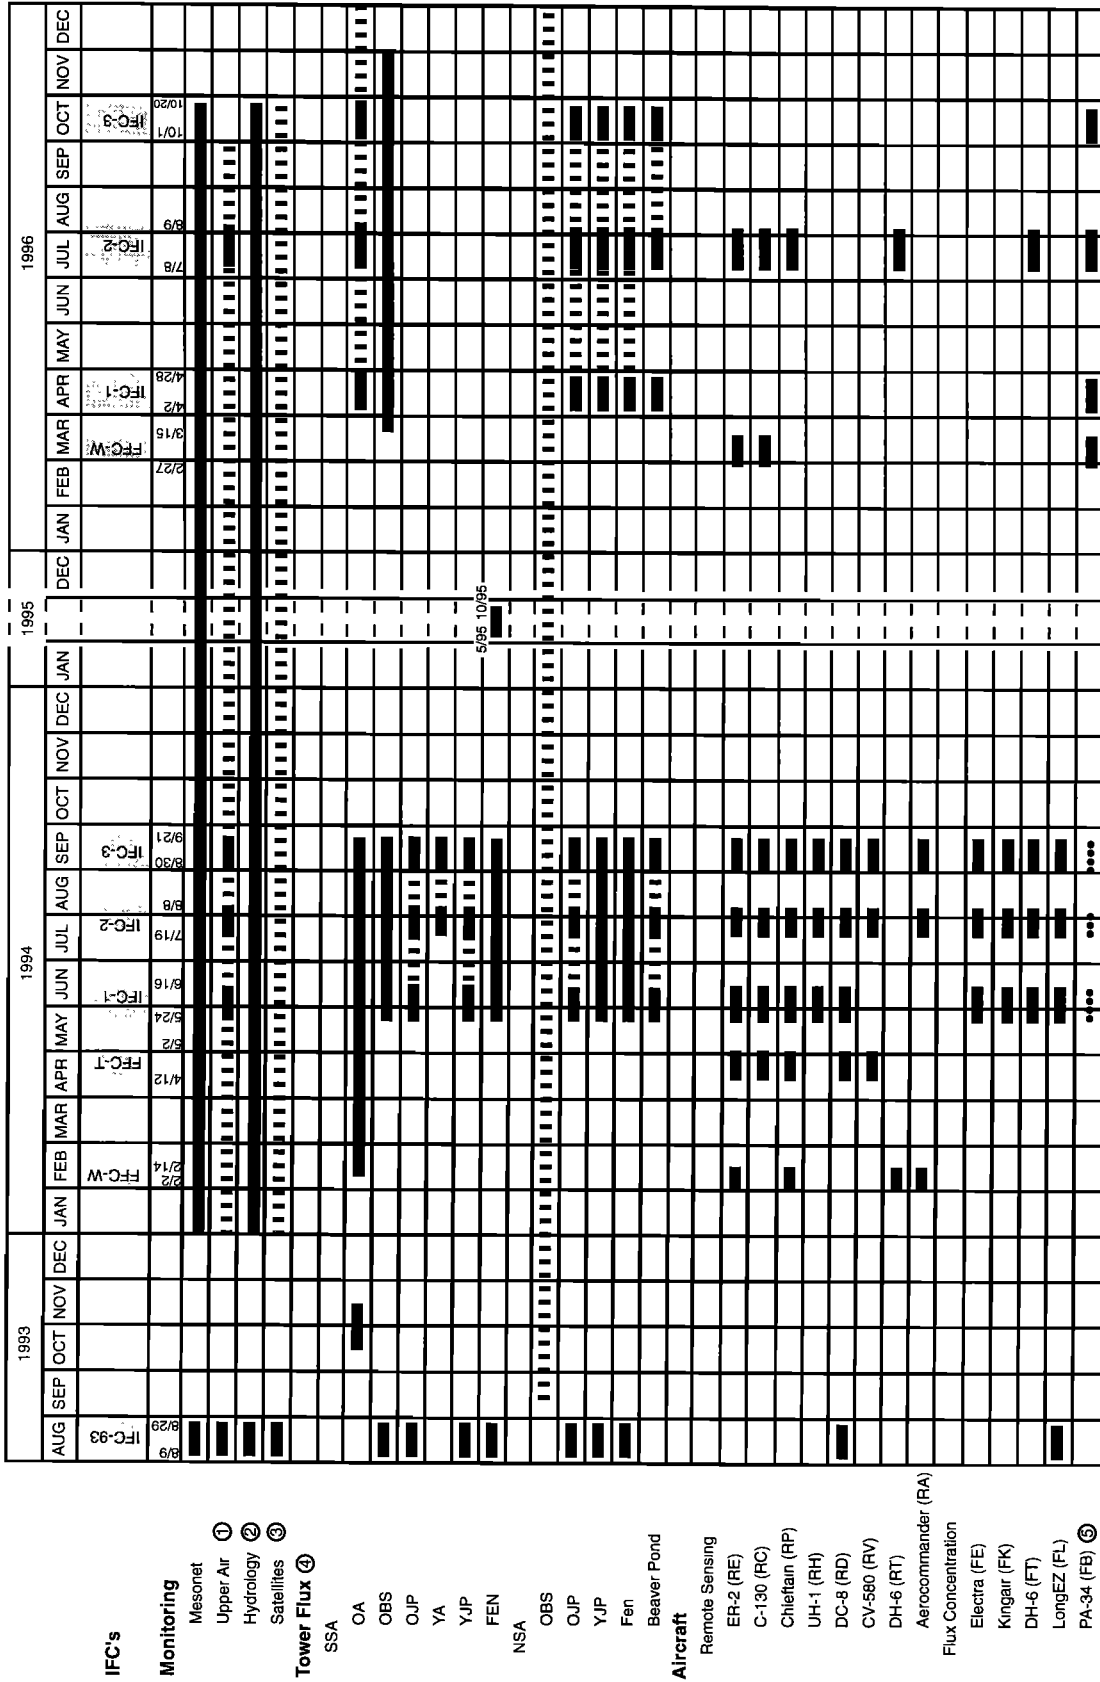 1993 1994 1995 1996
AUG SEP OCT NOV DEC JAN FEB MAR APR MAY JUN JUL AUG SEP OCT NOV DEC JAN DEC JAN FEB MAR APR MAY JUN JUL AUG SEP OCT NOV DEC
IFC's IFC-93 FFC-W FFC-T IFC-1 IFC-2 IFC-3 FFC-W IFC-1 IFC-2 IFC-3
Monitoring 8/9 8/29 2/2 2/14 4/12 5/2 5/24 6/16 7/19 8/8 8/30 9/21 2/27 3/15 4/2 4/28 7/8 8/9 10/1 10/20
Mesonet
Upper Air ①
Hydrology ②
Satellites ③
Tower Flux ④
SSA
OA
OBS
OJP
YA
YJP
FEN 5/95 10/95
NSA
OBS
OJP
YJP
Fen
Beaver Pond
Aircraft
Remote Sensing
ER-2 (RE)
C-130 (RC)
Chieftain (RP)
UH-1 (RH)
DC-8 (RD)
CV-580 (RV)
DH-6 (RT)
Aerocommander (RA)
Flux Concentration
Electra (FE)
Kingair (FK)
DH-6 (FT)
LongEZ (FL)
PA-34 (FB) ⑤